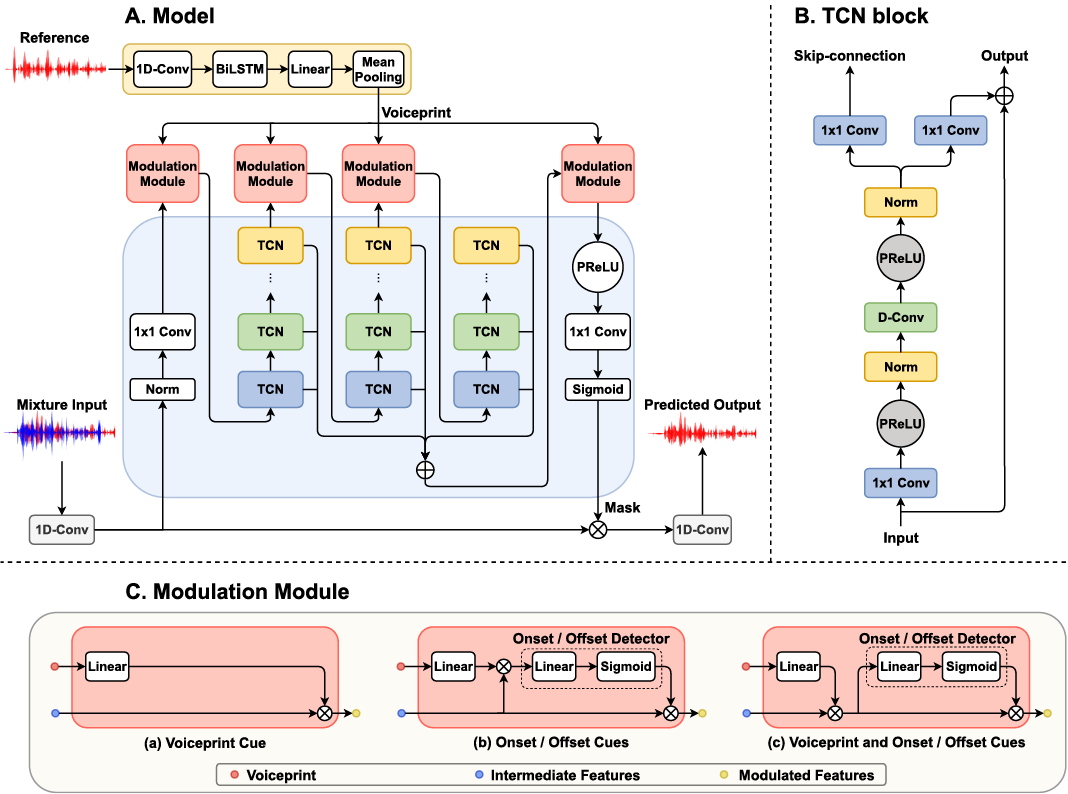 A. Model
Reference
1D-Conv
BiLSTM
Linear
Mean
Pooling
Voiceprint
Modulation
Module
Modulation
Module
Modulation
Module
Modulation
Module
TCN
TCN
TCN
PReLU
...
...
...
1x1 Conv
TCN
TCN
TCN
1x1 Conv
Norm
TCN
TCN
TCN
Sigmoid
Mixture Input
Predicted Output
Mask
1D-Conv
1D-Conv
B. TCN block
Skip-connection
Output
1x1 Conv
1x1 Conv
Norm
PReLU
D-Conv
Norm
PReLU
1x1 Conv
Input
C. Modulation Module
Linear
(a) Voiceprint Cue
Onset / Offset Detector
Linear
Linear
Sigmoid
(b) Onset / Offset Cues
Onset / Offset Detector
Linear
Linear
Sigmoid
(c) Voiceprint and Onset / Offset Cues
Voiceprint
Intermediate Features
Modulated Features